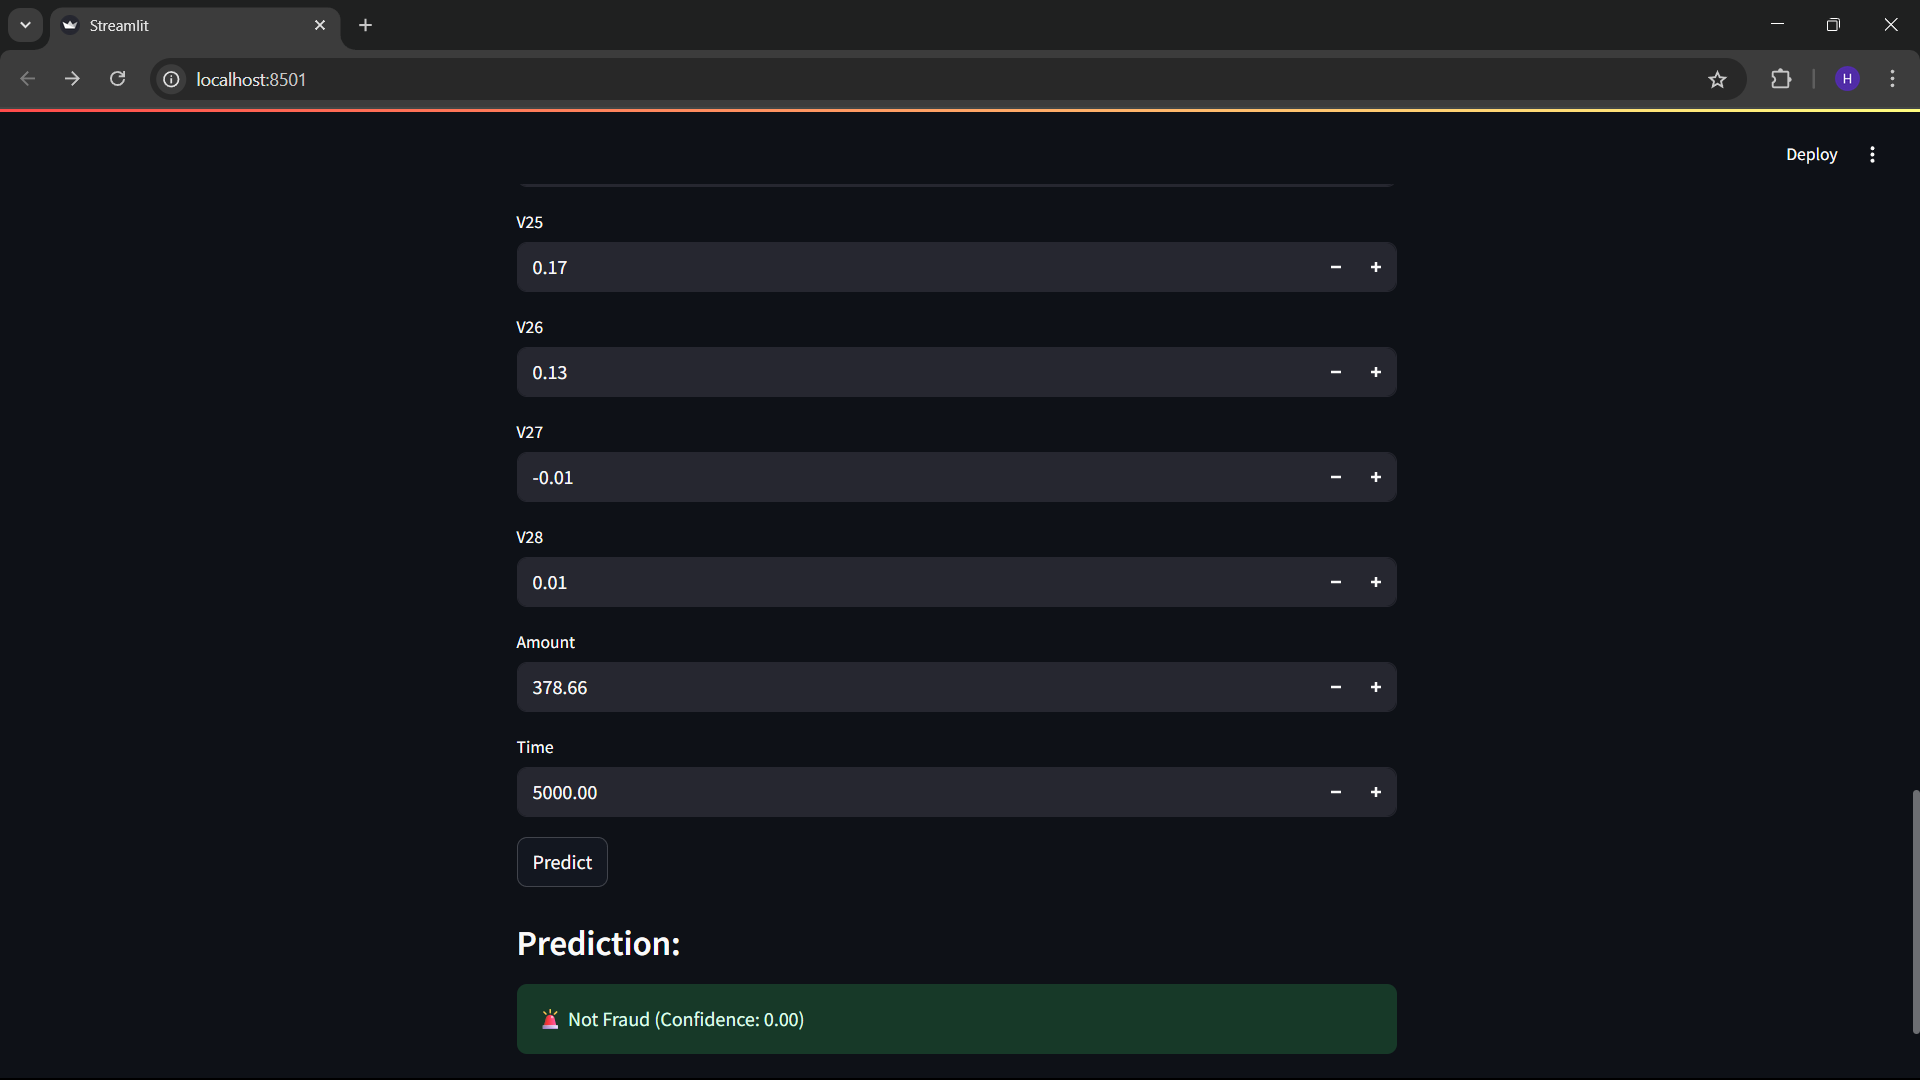 Streamlit
localhost:8501
H
Deploy
V25
0.17
V26
0.13
V27
-0.01
V28
0.01
Amount
378.66
Time
5000.00
Predict
Prediction:
🚨 Not Fraud (Confidence: 0.00)